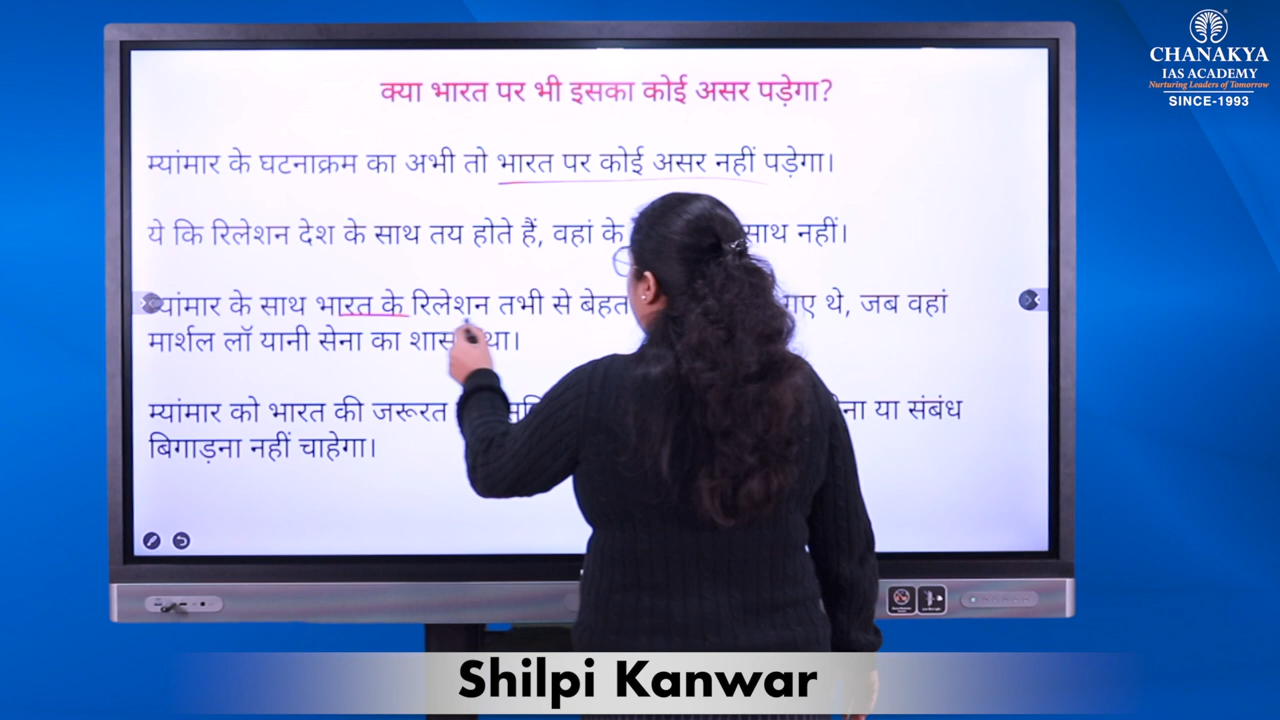 CHANAKYA
IAS ACADEMY
Nurturing Leaders of Tomorrow
SINCE-1993
क्या भारत पर भी इसका कोई असर पड़ेगा?
म्यांमार के घटनाक्रम का अभी तो भारत पर कोई असर नहीं पड़ेगा।
ये कि रिलेशन देश के साथ तय होते हैं, वहां के साथ नहीं।
म्यांमार के साथ भारत के रिलेशन तभी से थे, जब वहां
मार्शल लॉ यानी सेना का था।
म्यांमार को भारत की जरूरत या संबंध
बिगाड़ना नहीं चाहेगा।
Shilpi Kanwar